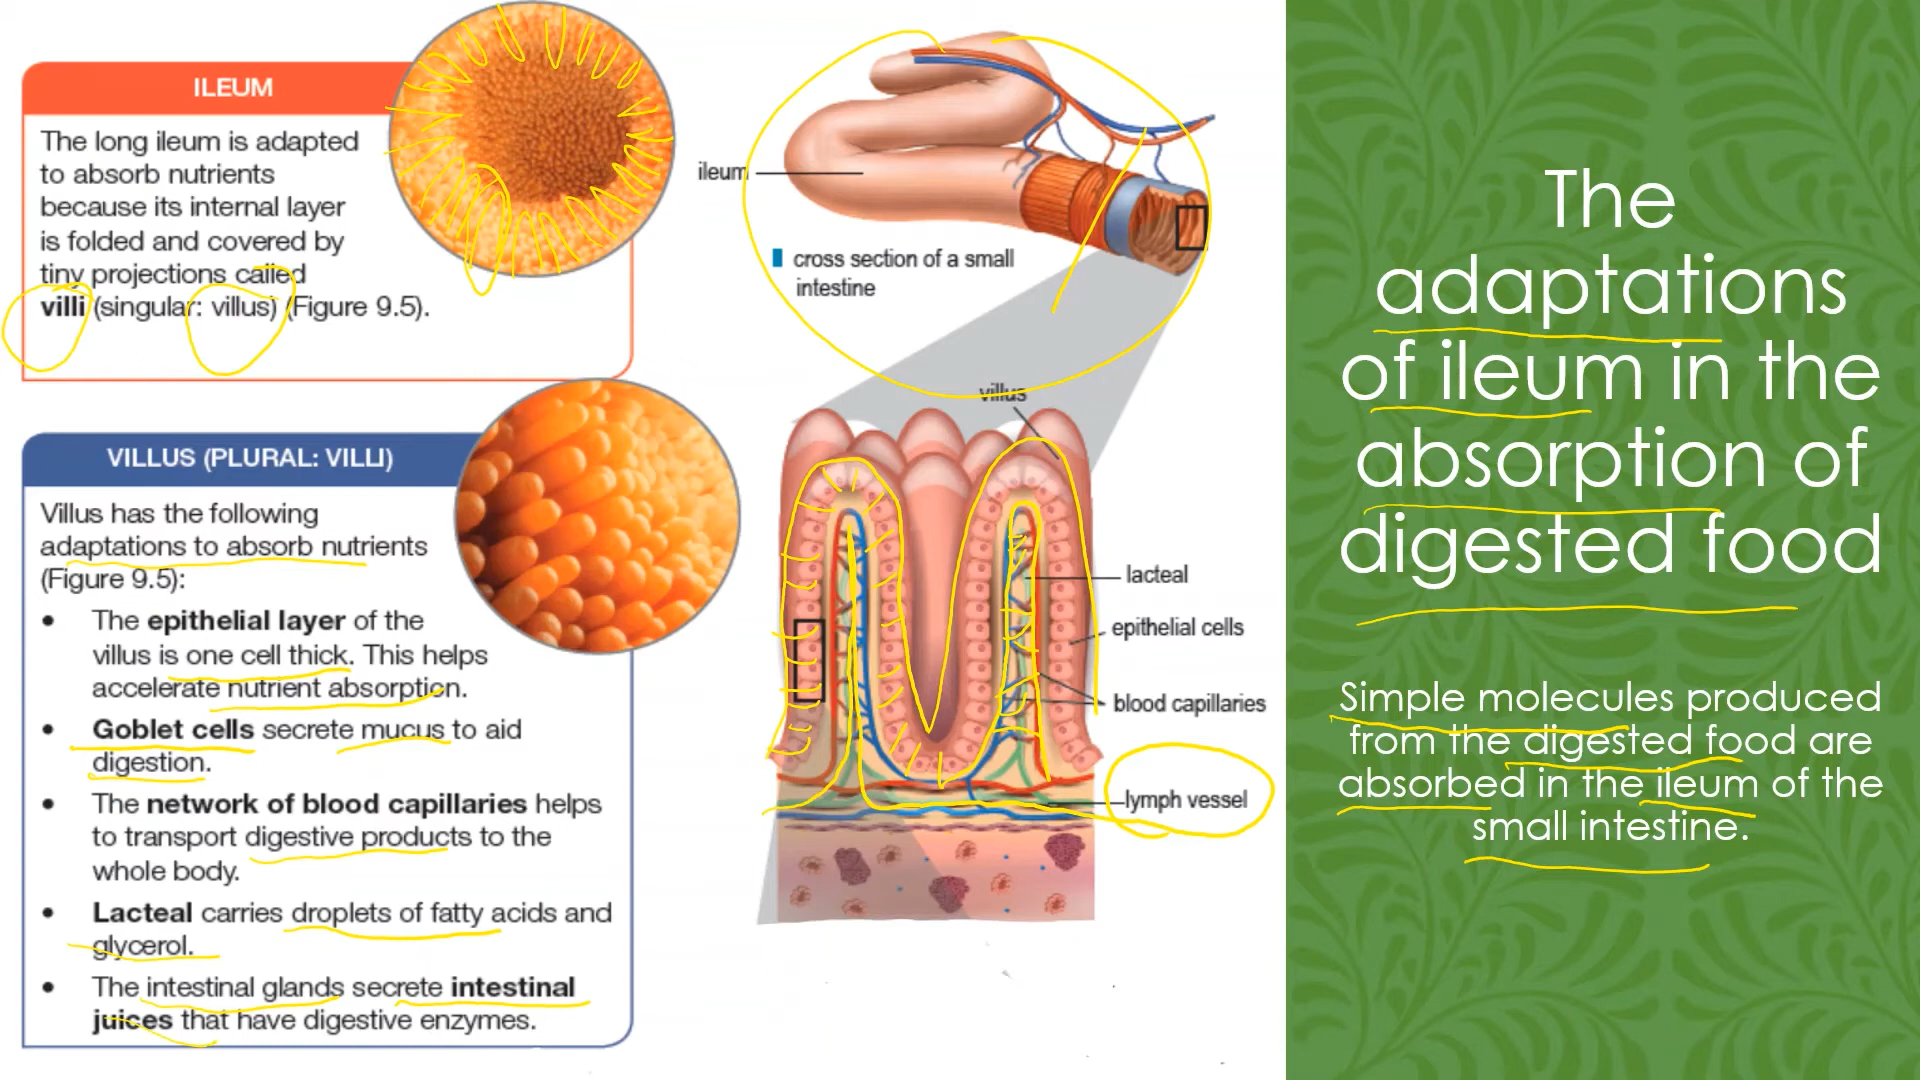 ILEUM
The long ileum is adapted
to absorb nutrients
because its internal layer
is folded and covered by
tiny projections called
villi (singular: villus) (Figure 9.5).
VILLUS (PLURAL: VILLI)
Villus has the following
adaptations to absorb nutrients
(Figure 9.5):
• The epithelial layer of the
villus is one cell thick. This helps
accelerate nutrient absorption.
• Goblet cells secrete mucus to aid
digestion.
• The network of blood capillaries helps
to transport digestive products to the
whole body.
• Lacteal carries droplets of fatty acids and
glycerol.
• The intestinal glands secrete intestinal
juices that have digestive enzymes.
ileum
cross section of a small
intestine
villus
lacteal
epithelial cells
blood capillaries
lymph vessel
The
adaptations
of ileum in the
absorption of
digested food
Simple molecules produced
from the digested food are
absorbed in the ileum of the
small intestine.